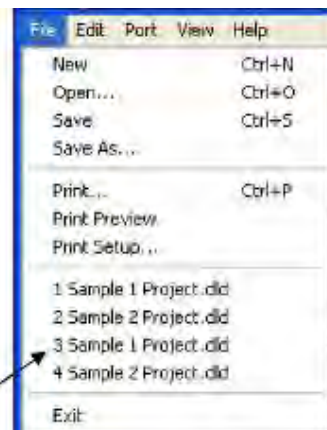 File Edit Port View Help
New Ctrl+N
Open... Ctrl+O
Save Ctrl+S
Save As...
Print... Ctrl+P
Print Preview
Print Setup...
1 Sample 1 Project.dld
2 Sample 2 Project.dld
3 Sample 1 Project.dld
4 Sample 2 Project.dld
Exit